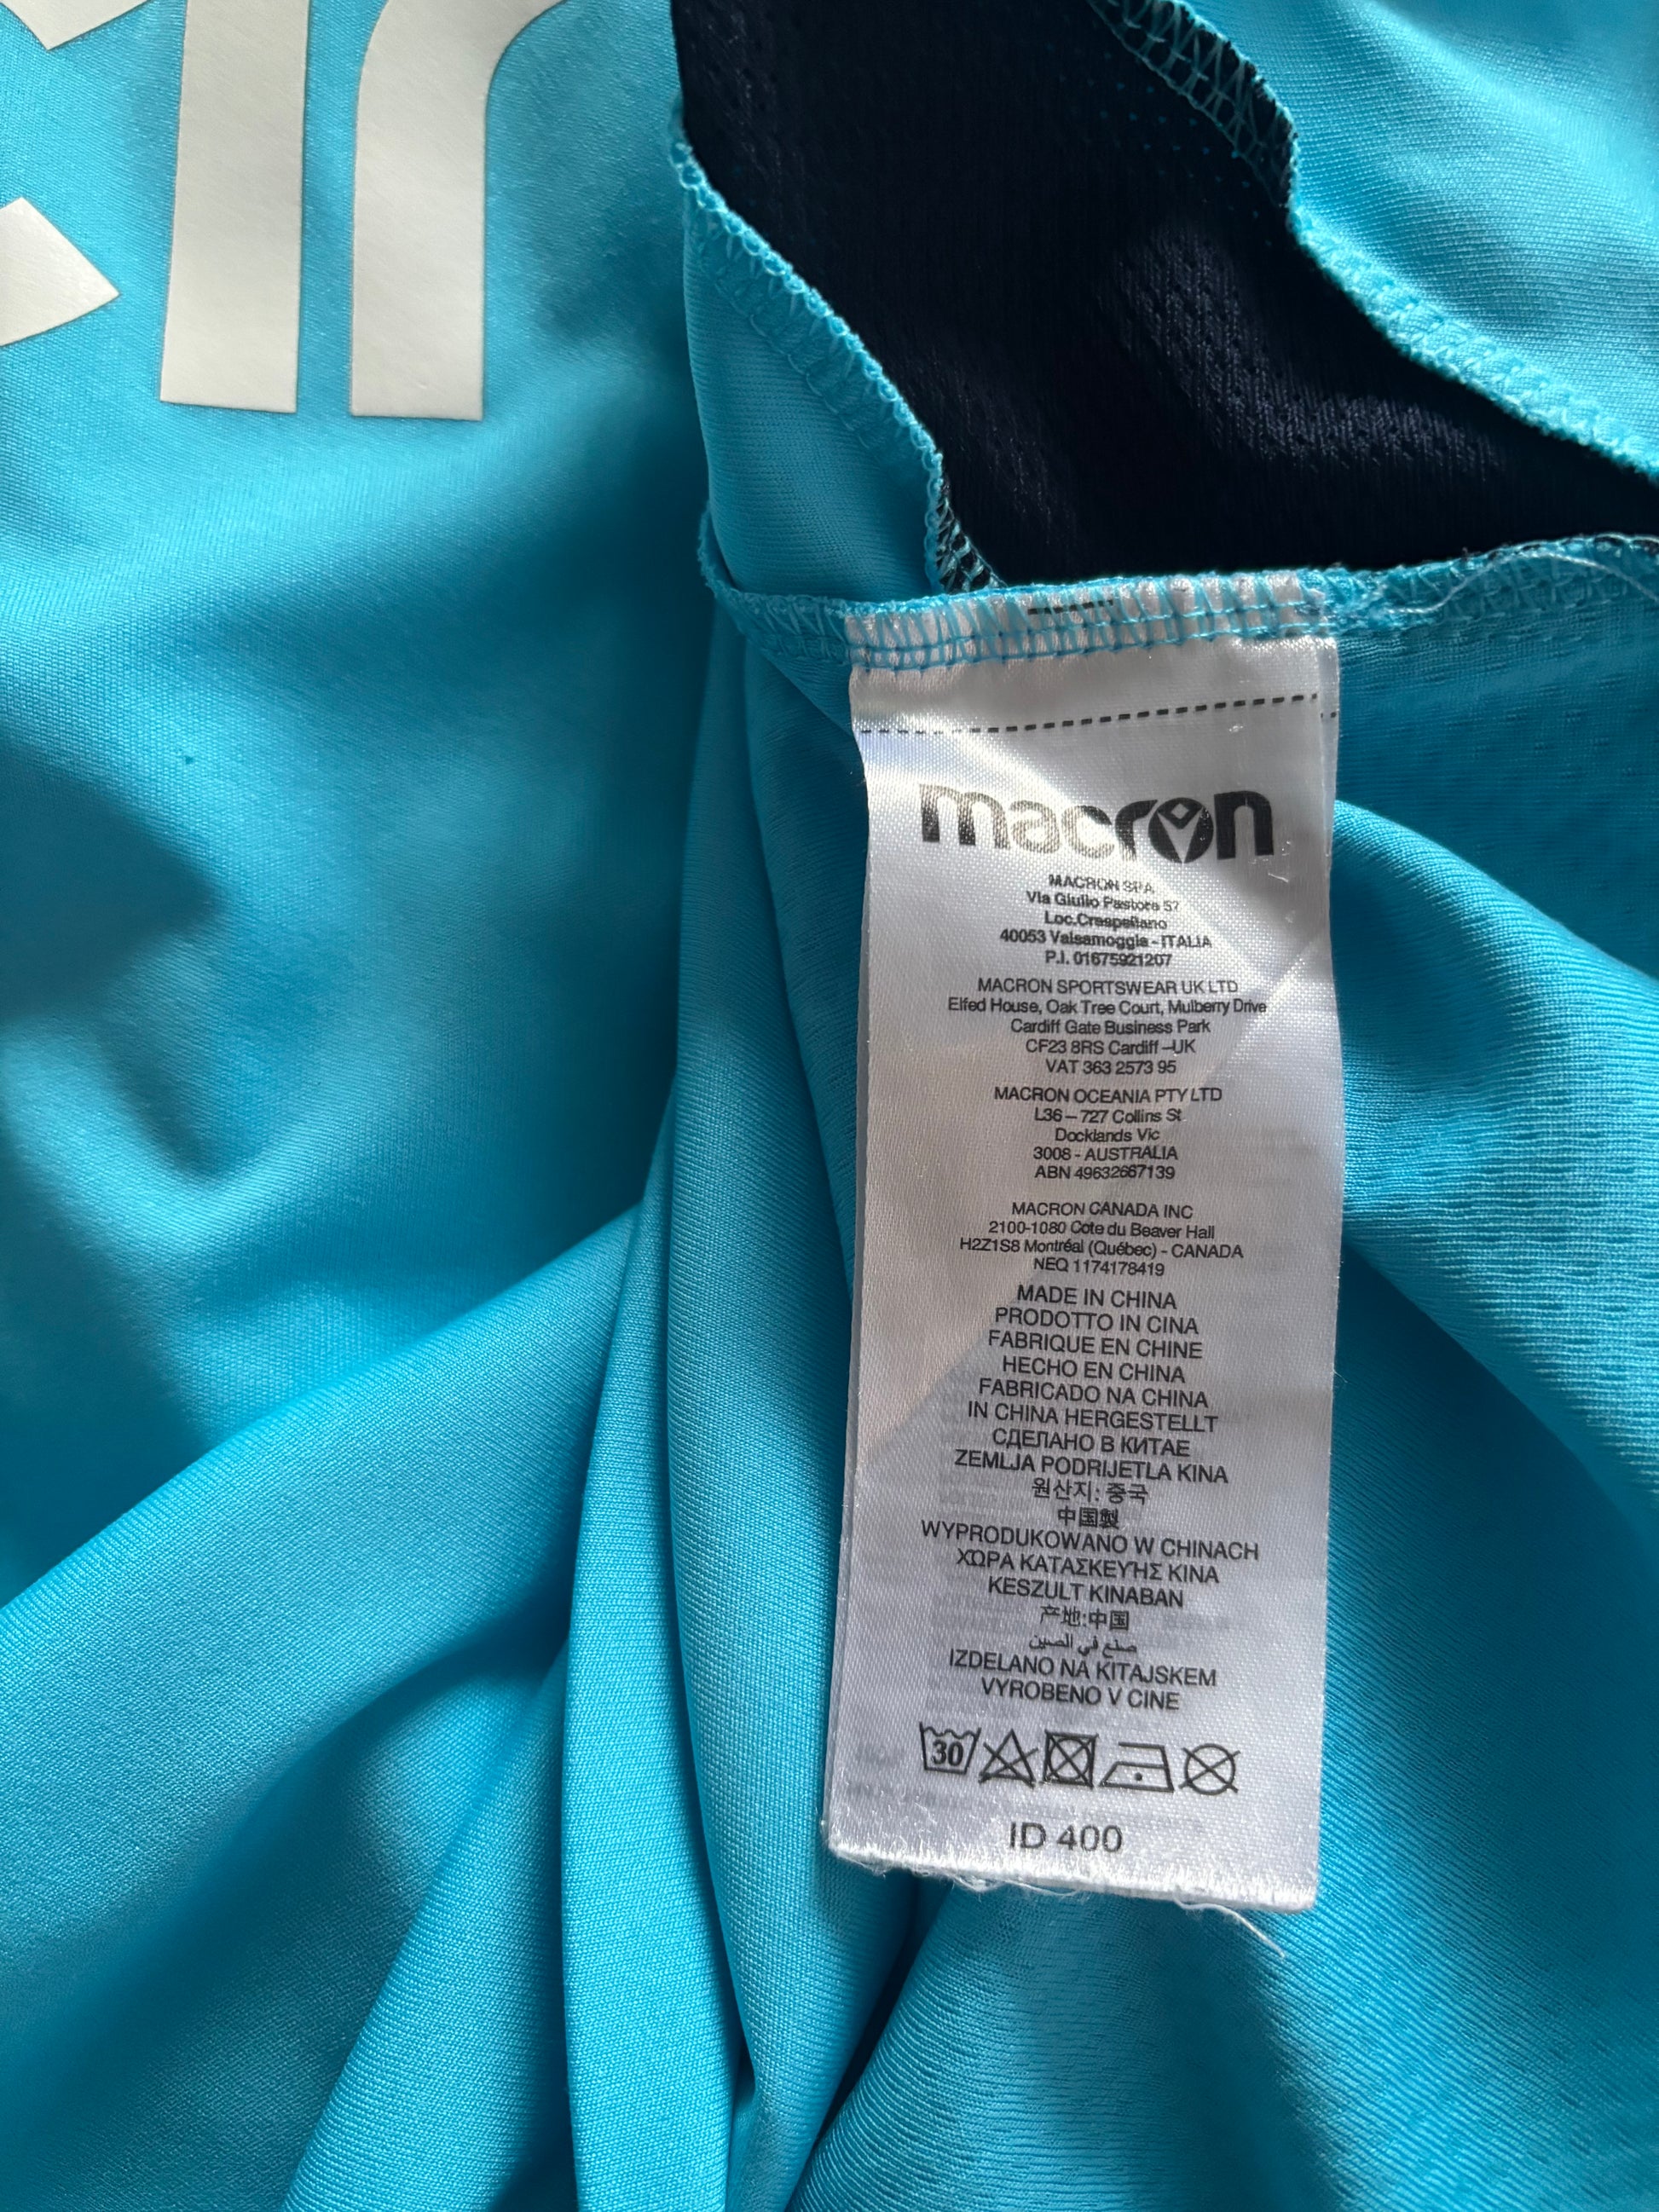 macron
MACRON SPA
Via Giulio Pastore 57
Loc.Crespellano
40053 Valsamoggia - ITALIA
P.I. 01675921207
MACRON SPORTSWEAR UK LTD
Elfed House, Oak Tree Court, Mulberry Drive
Cardiff Gate Business Park
CF23 8RS Cardiff –UK
VAT 363 2573 95
MACRON OCEANIA PTY LTD
L36 – 727 Collins St
Docklands Vic
3008 - AUSTRALIA
ABN 49632687139
MACRON CANADA INC
2100-1080 Cote du Beaver Hall
H2Z1S8 Montréal (Québec) - CANADA
NEQ 1174178419
MADE IN CHINA
PRODOTTO IN CINA
FABRIQUE EN CHINE
HECHO EN CHINA
FABRICADO NA CHINA
IN CHINA HERGESTELLT
СДЕЛАНО В КИТАЕ
ZEMLJA PODRIJETLA KINA
원산지: 중국
中国製
WYPRODUKOWANO W CHINACH
ΧΩΡΑ ΚΑΤΑΣΚΕΥΉΣ ΚΙΝΑ
KESZULT KINABAN
产地:中国
صنع في الصين
IZDELANO NA KITAJSKEM
VYROBENO V CINE
30
ID 400